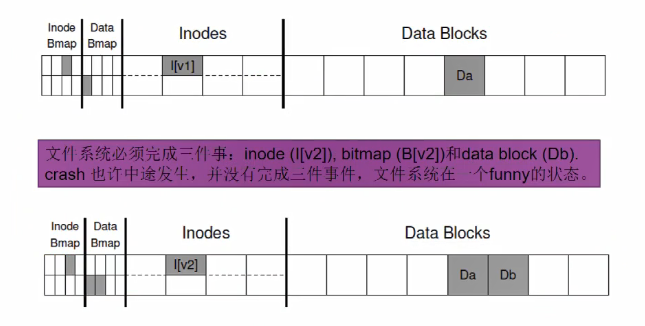 Inode Data Inodes Data Blocks
Bmap Bmap
I[v1]
Da
文件系统必须完成三件事：inode (I[v2]), bitmap (B[v2])和data block (Db).
crash 也许中途发生，并没有完成三件事件，文件系统在一个funny的状态。
Inode Data Inodes Data Blocks
Bmap Bmap
I[v2]
Da Db